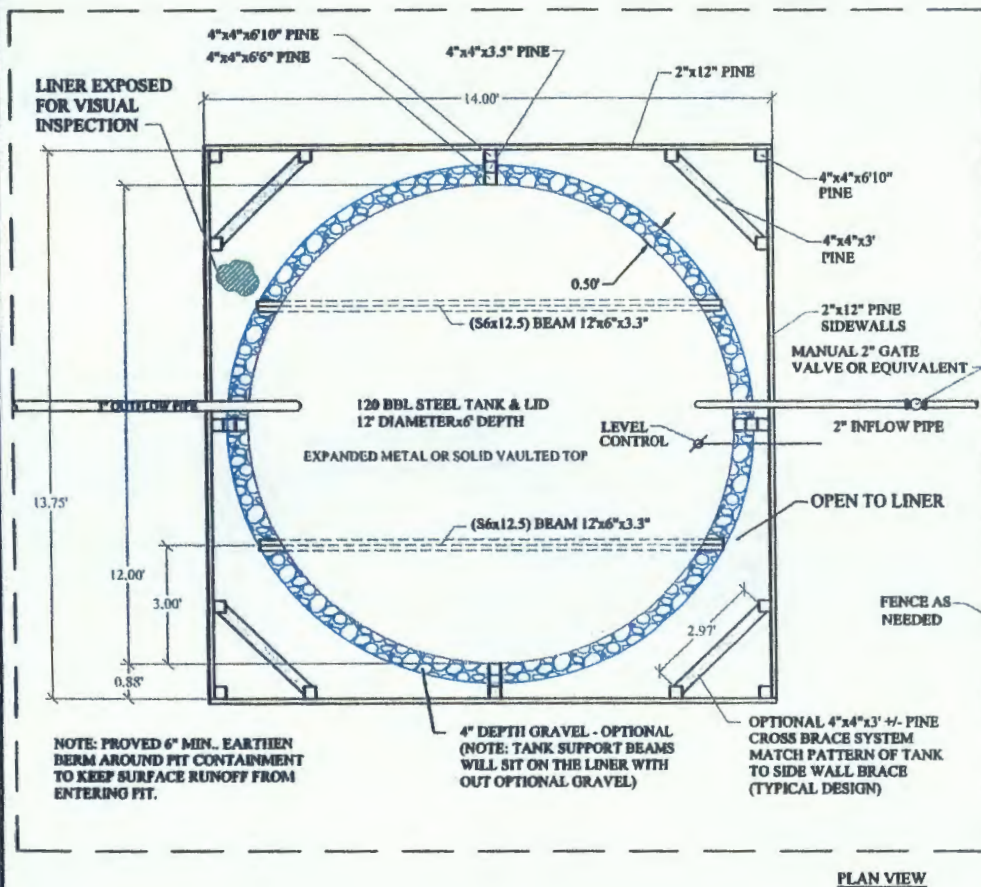 4"x4"x6'10" PINE
4"x4"x6'6" PINE
4"x4"x3.5" PINE
2"x12" PINE
LINER EXPOSED
FOR VISUAL
INSPECTION
14.00'
4"x4"x6'10"
PINE
4"x4"x3'
PINE
0.50'
(S6x12.5) BEAM 12'x6"x3.3"
2"x12" PINE
SIDEWALLS
MANUAL 2" GATE
VALVE OR EQUIVALENT
OUTFLOW PIPE
120 BBL STEEL TANK & LID
12' DIAMETERx6' DEPTH
LEVEL
CONTROL
2" INFLOW PIPE
EXPANDED METAL OR SOLID VAULTED TOP
13.75'
OPEN TO LINER
(S6x12.5) BEAM 12'x6"x3.3"
12.00'
3.00'
FENCE AS
NEEDED
2.97'
0.88'
NOTE: PROVED 6" MIN.. EARTHEN
BERM AROUND PIT CONTAINMENT
TO KEEP SURFACE RUNOFF FROM
ENTERING PIT.
4" DEPTH GRAVEL - OPTIONAL
(NOTE: TANK SUPPORT BEAMS
WILL SIT ON THE LINER WITH
OUT OPTIONAL GRAVEL)
OPTIONAL 4"x4"x3' +/- PINE
CROSS BRACE SYSTEM
MATCH PATTERN OF TANK
TO SIDE WALL BRACE
(TYPICAL DESIGN)
PLAN VIEW